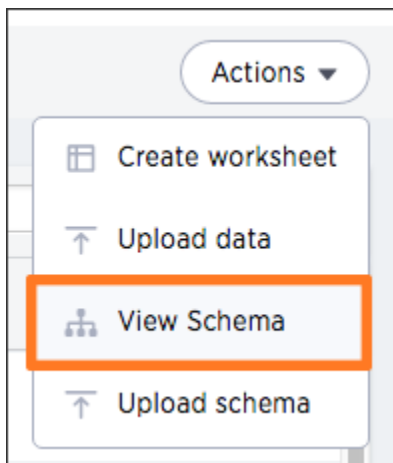 Actions
Create worksheet
Upload data
View Schema
Upload schema